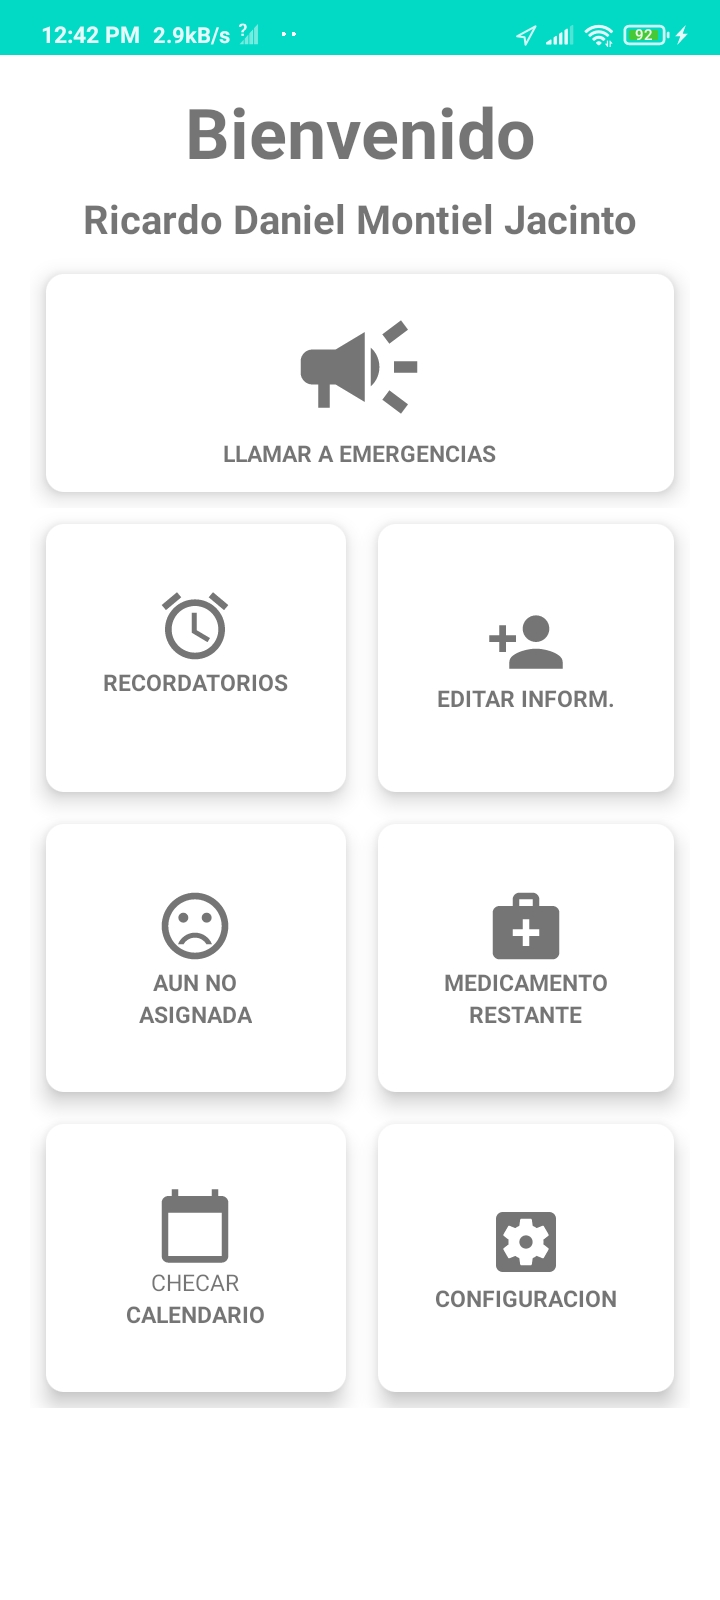 12:42 PM 2.9kB/s ? 92
Bienvenido
Ricardo Daniel Montiel Jacinto
LLAMAR A EMERGENCIAS
RECORDATORIOS
EDITAR INFORM.
AUN NO
ASIGNADA
MEDICAMENTO
RESTANTE
CHECAR
CALENDARIO
CONFIGURACION